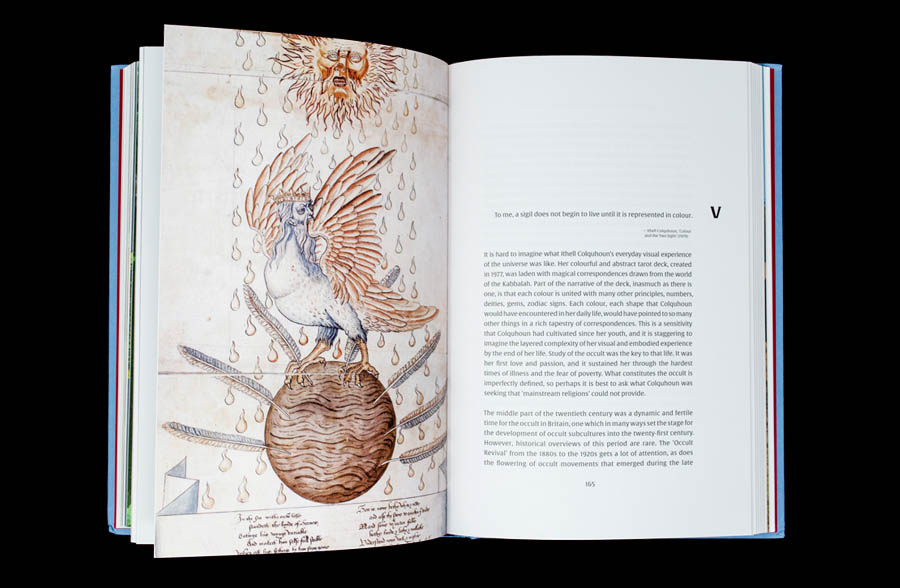 In the
Standeth the
V
To me, a sigil does not begin to live until it is represented in colour.
– Ithell Colquhoun, 'Colour
It is hard to imagine what Ithell Colquhoun's everyday visual experience
of the universe was like. Her colourful and abstract tarot deck, created
in 1977, was laden with magical correspondences drawn from the world
of the Kabbalah. Part of the narrative of the deck, inasmuch as there is
one, is that each colour is united with many other principles, numbers,
deities, gems, zodiac signs. Each colour, each shape that Colquhoun
would have encountered in her daily life, would have pointed to so many
other things in a rich tapestry of correspondences. This is a sensitivity
that Colquhoun had cultivated since her youth, and it is staggering to
imagine the layered complexity of her visual and embodied experience
by the end of her life. Study of the occult was the key to that life. It was
her first love and passion, and it sustained her through the hardest
times of illness and the fear of poverty. What constitutes the occult is
imperfectly defined, so perhaps it is best to ask what Colquhoun was
seeking that 'mainstream religions' could not provide.
The middle part of the twentieth century was a dynamic and fertile
time for the occult in Britain, one which in many ways set the stage for
the development of occult subcultures into the twenty-first century.
However, historical overviews of this period are rare. The 'Occult
Revival' from the 1880s to the 1920s gets a lot of attention, as does
the flowering of occult movements that emerged during the late
165